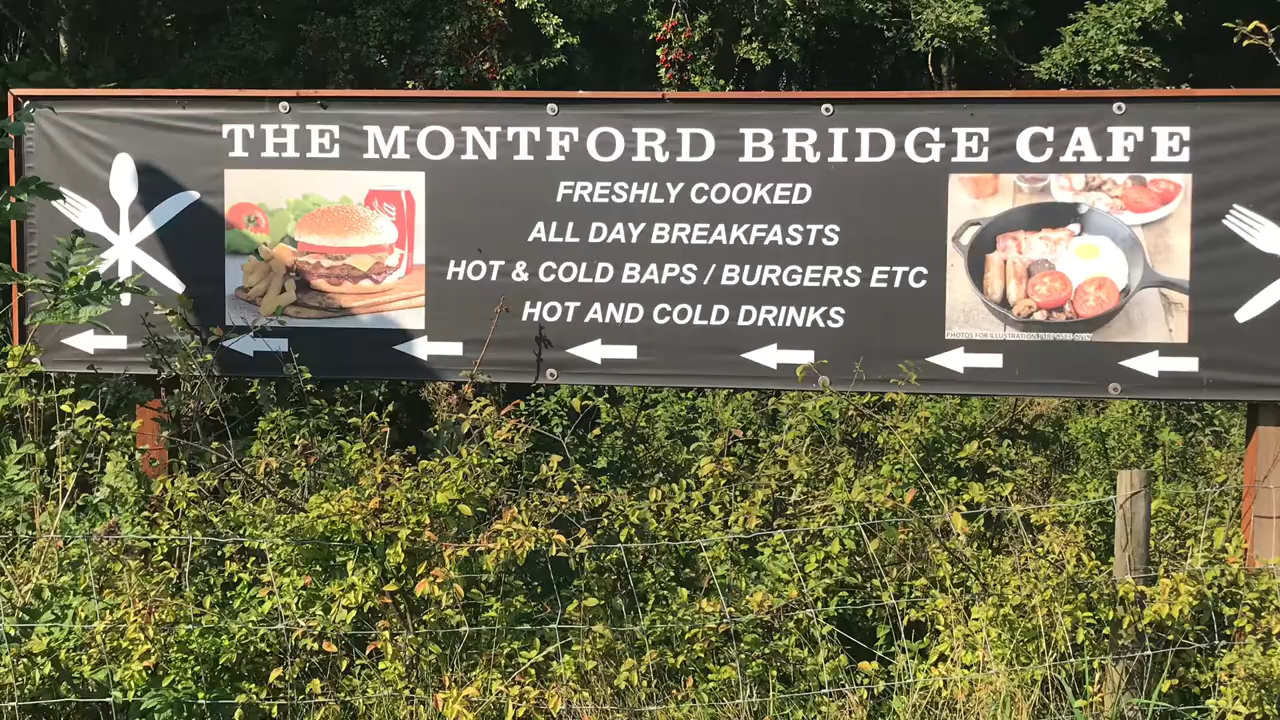 THE MONTFORD BRIDGE CAFE
FRESHLY COOKED
ALL DAY BREAKFASTS
HOT & COLD BAPS / BURGERS ETC
HOT AND COLD DRINKS
PHOTOS FOR ILLUSTRATION PURPOSES ONLY